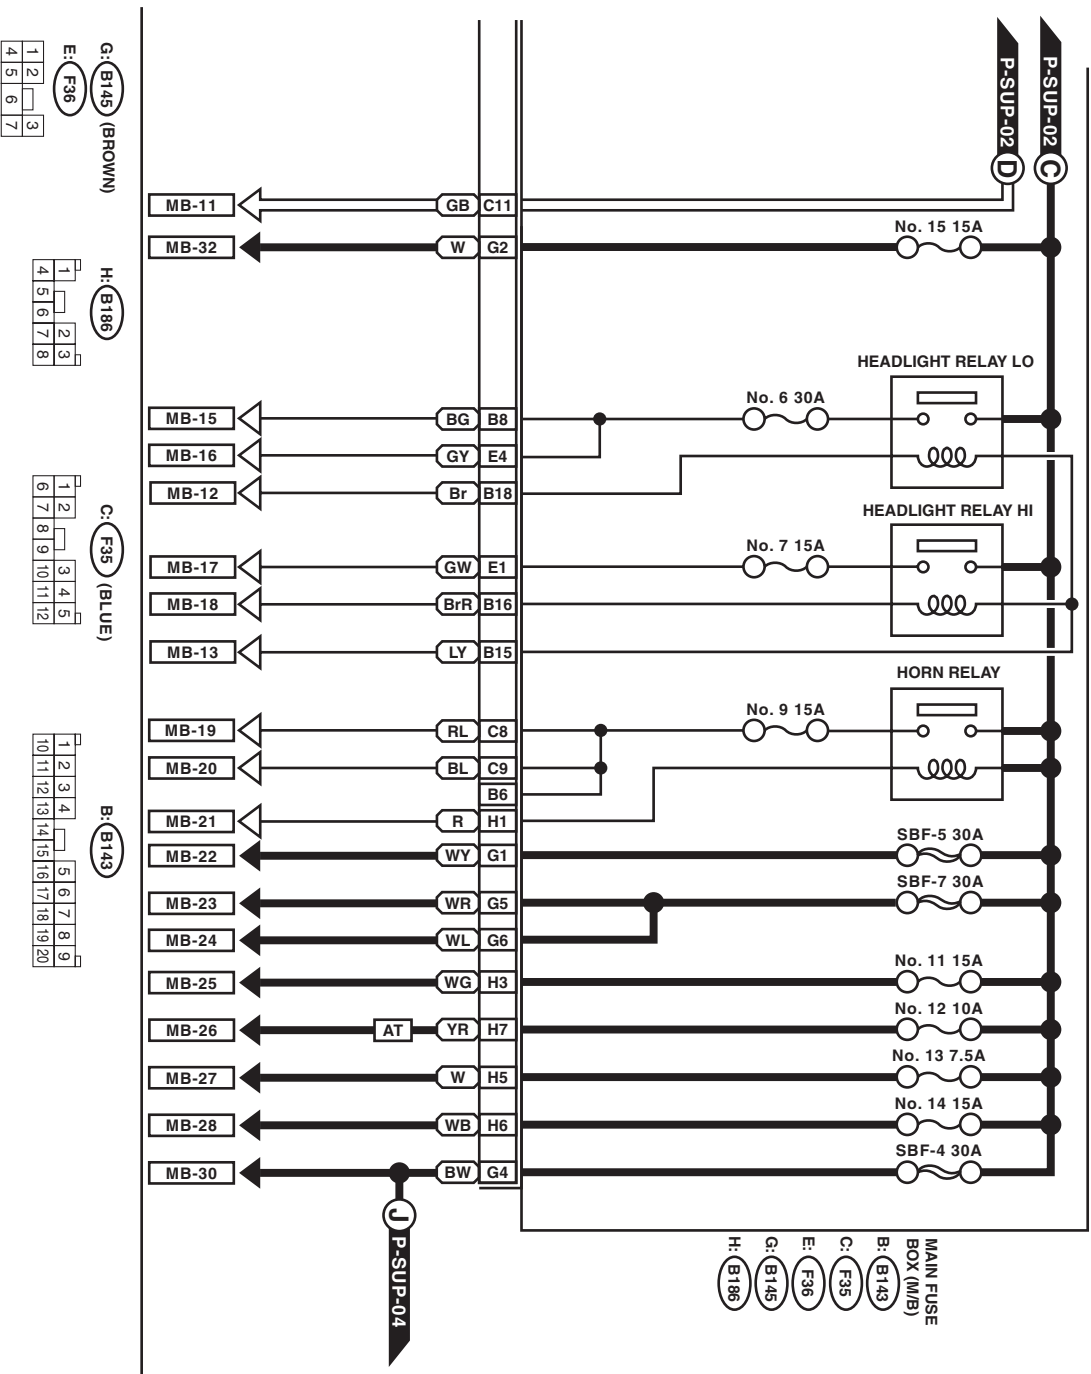 P-SUP-02 C
P-SUP-02 D
MB-11 GB C11
No. 15 15A
MB-32 W G2
HEADLIGHT RELAY LO
No. 6 30A
MB-15 BG B8
MB-16 GY E4
MB-12 Br B18
HEADLIGHT RELAY HI
No. 7 15A
MB-17 GW E1
MB-18 BrR B16
MB-13 LY B15
HORN RELAY
No. 9 15A
MB-19 RL C8
MB-20 BL C9
B6
MB-21 R H1
SBF-5 30A
MB-22 WY G1
SBF-7 30A
MB-23 WR G5
MB-24 WL G6
No. 11 15A
MB-25 WG H3
No. 12 10A
MB-26 AT YR H7
No. 13 7.5A
MB-27 W H5
No. 14 15A
MB-28 WB H6
SBF-4 30A
MB-30 BW G4
J P-SUP-04
MAIN FUSE
BOX (M/B)
B: B143
C: F35
E: F36
G: B145
H: B186
G: B145 (BROWN)
E: F36
1 2 3
4 5 6 7
H: B186
1 2 3
4 5 6 7 8
C: F35 (BLUE)
1 2 3 4 5
6 7 8 9 10 11 12
B: B143
1 2 3 4 5 6 7 8 9
10 11 12 13 14 15 16 17 18 19 20